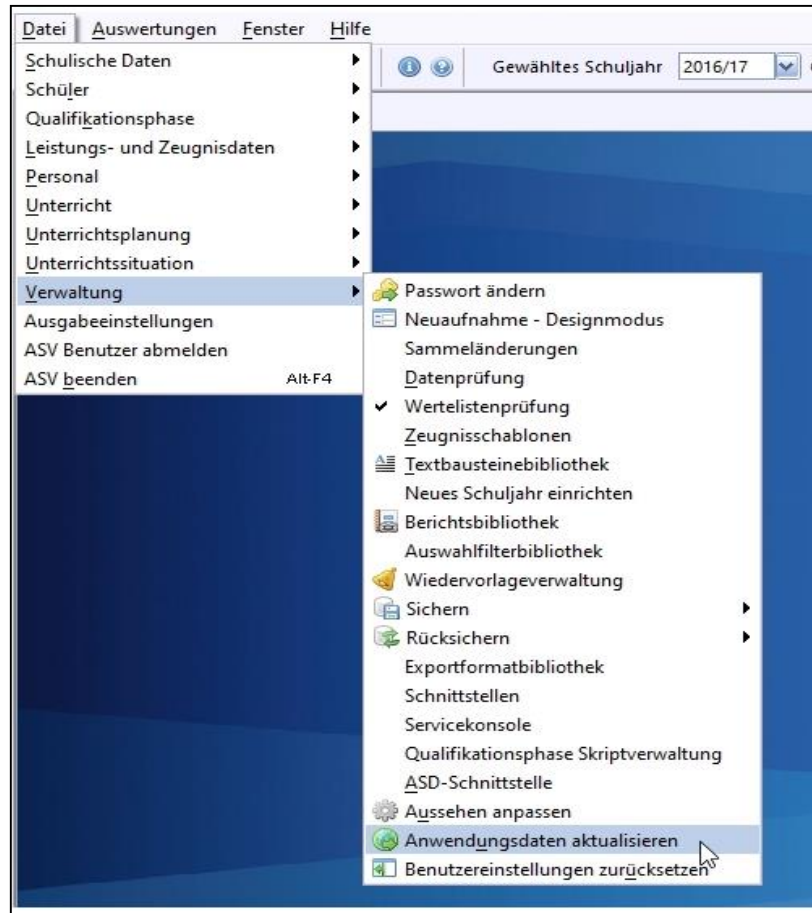 Datei Auswertungen Fenster Hilfe
Gewähltes Schuljahr 2016/17
Schulische Daten
Schüler
Qualifikationsphase
Leistungs- und Zeugnisdaten
Personal
Unterricht
Unterrichtsplanung
Unterrichtssituation
Verwaltung
Ausgabeeinstellungen
ASV Benutzer abmelden
ASV beenden Alt-F4
Passwort ändern
Neuaufnahme - Designmodus
Sammeländerungen
Datenprüfung
Wertelistenprüfung
Zeugnisschablonen
Textbausteinebibliothek
Neues Schuljahr einrichten
Berichtsbibliothek
Auswahlfilterbibliothek
Wiedervorlageverwaltung
Sichern
Rücksichern
Exportformatbibliothek
Schnittstellen
Servicekonsole
Qualifikationsphase Skriptverwaltung
ASD-Schnittstelle
Aussehen anpassen
Anwendungsdaten aktualisieren
Benutzereinstellungen zurücksetzen